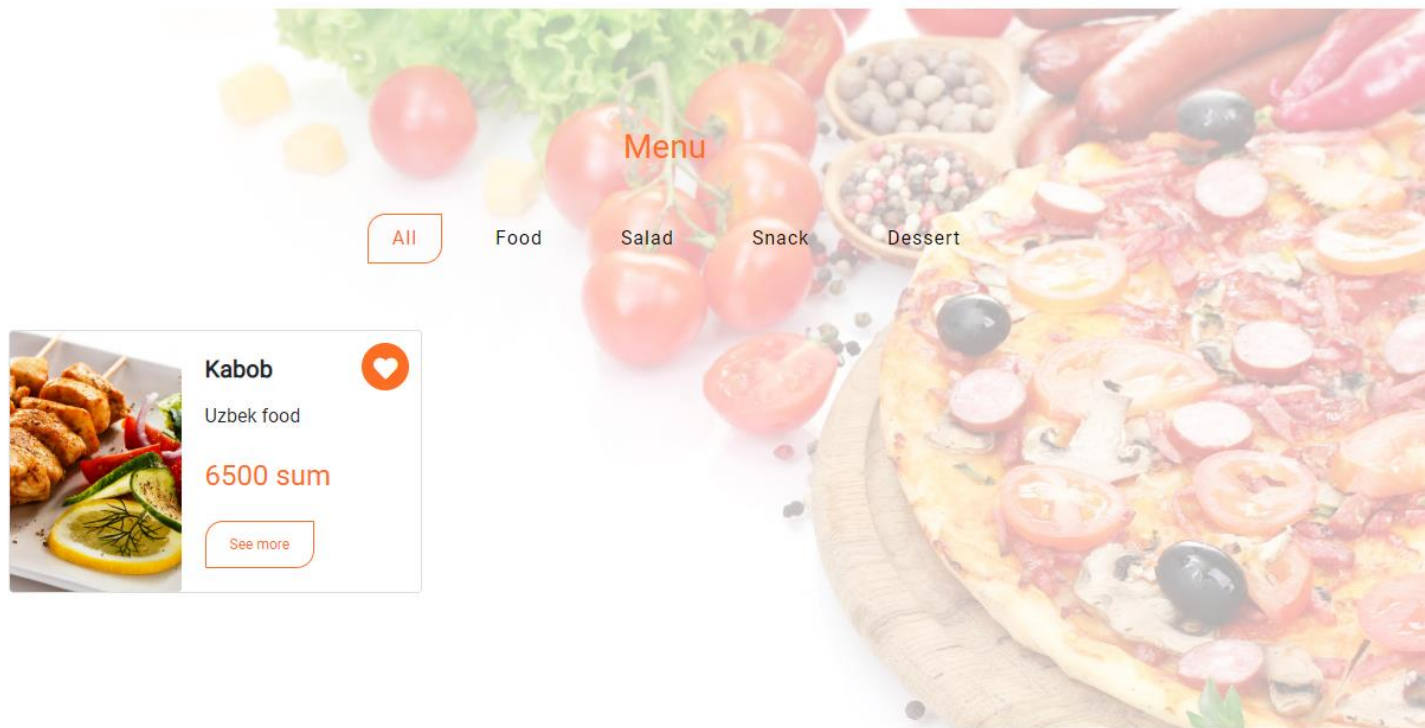 Menu
All Food Salad Snack Dessert
Kabob
Uzbek food
6500 sum
See more